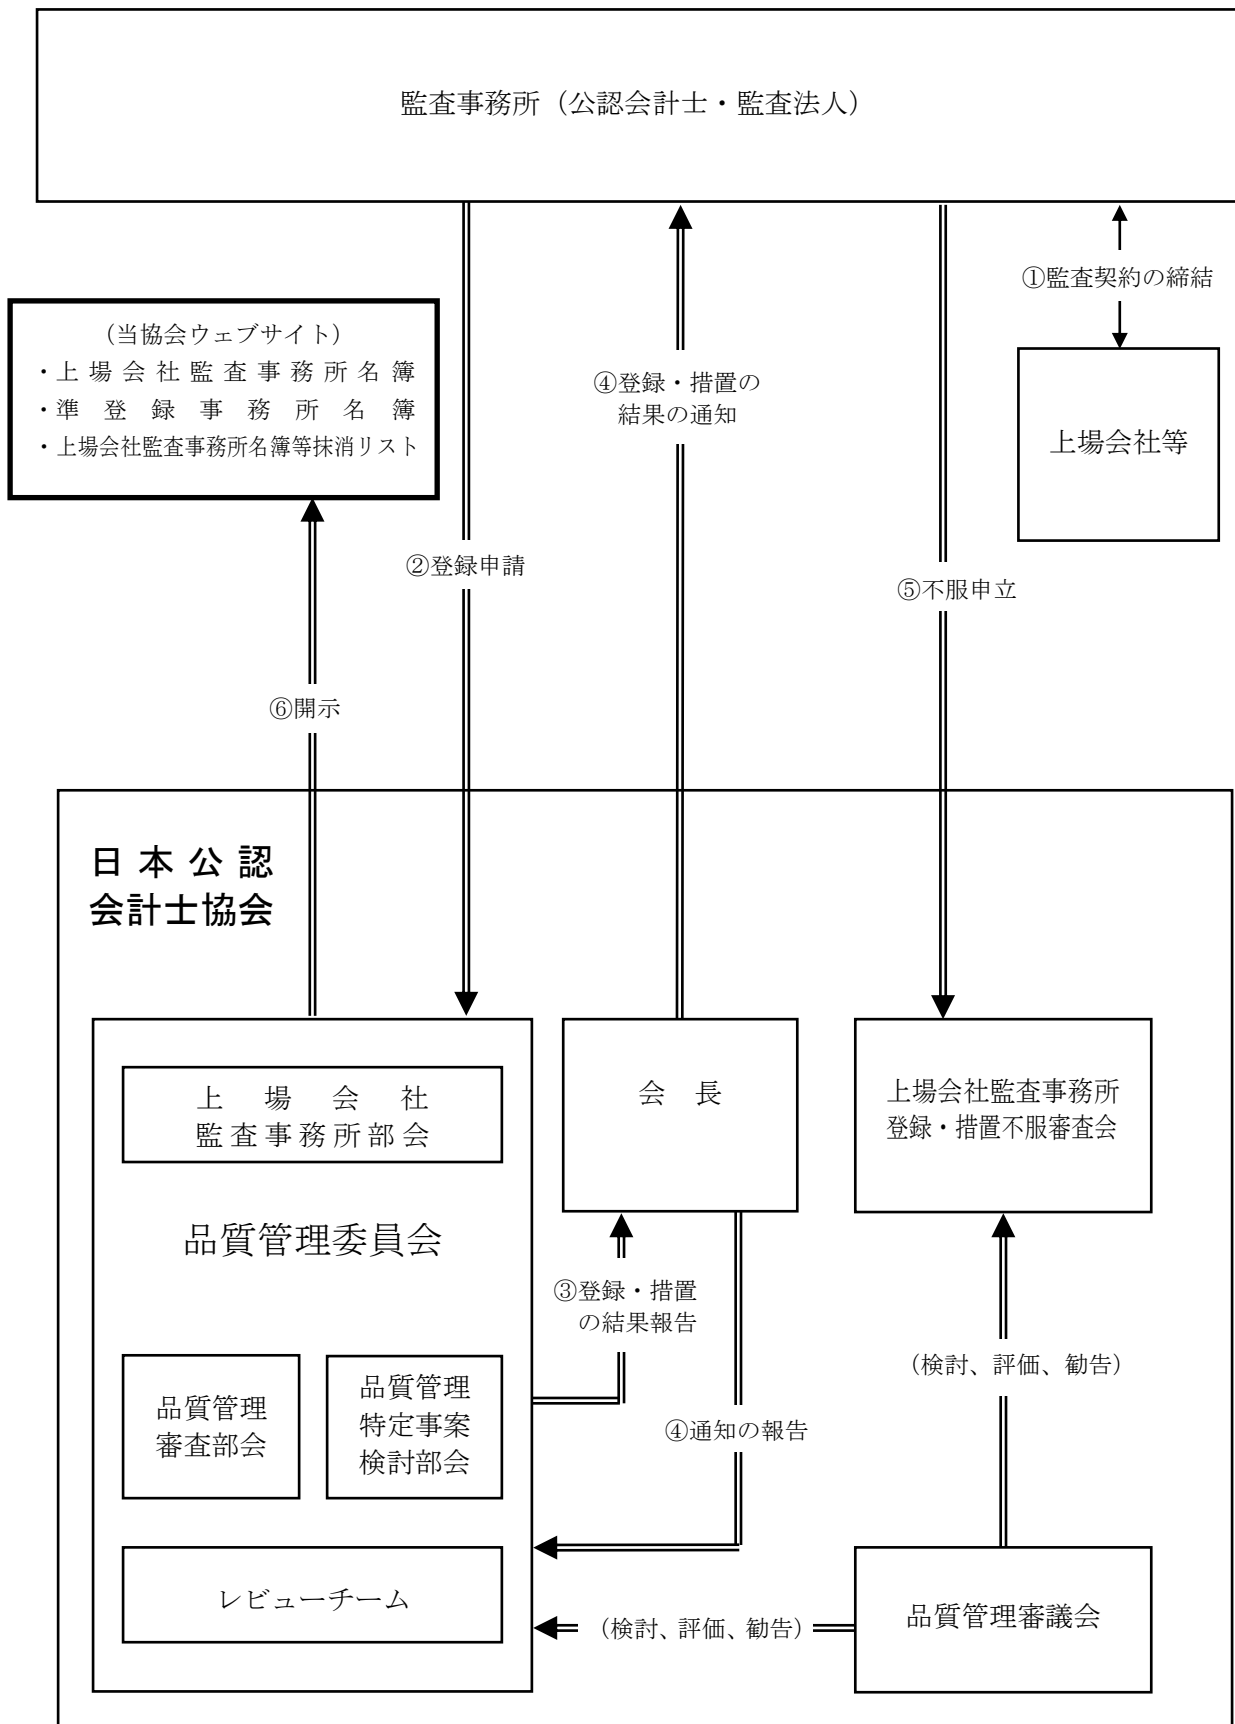 監査事務所（公認会計士・監査法人）
①監査契約の締結
（当協会ウェブサイト）
・上場会社監査事務所名簿
・準登録事務所名簿
・上場会社監査事務所名簿等抹消リスト
④登録・措置の
結果の通知
上場会社等
②登録申請
⑤不服申立
⑥開示
日本公認
会計士協会
上場会社
監査事務所部会
会長
上場会社監査事務所
登録・措置不服審査会
品質管理委員会
③登録・措置
の結果報告
（検討、評価、勧告）
品質管理
審査部会
品質管理
特定事案
検討部会
④通知の報告
レビューチーム
（検討、評価、勧告）
品質管理審議会